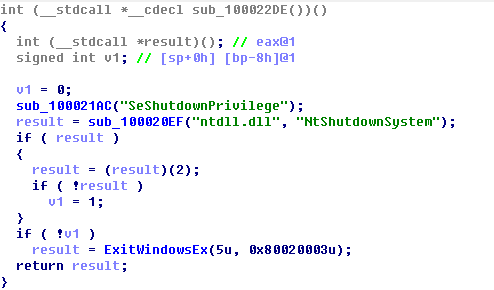 int (__stdcall *__cdecl sub_100022DE())()
{
  int (__stdcall *result)(); // eax@1
  signed int v1; // [sp+0h] [bp-8h]@1

  v1 = 0;
  sub_100021AC("SeShutdownPrivilege");
  result = sub_100020EF("ntdll.dll", "NtShutdownSystem");
  if ( result )
  {
    result = (result)(2);
    if ( !result )
      v1 = 1;
  }
  if ( !v1 )
    result = ExitWindowsEx(5u, 0x80020003u);
  return result;
}